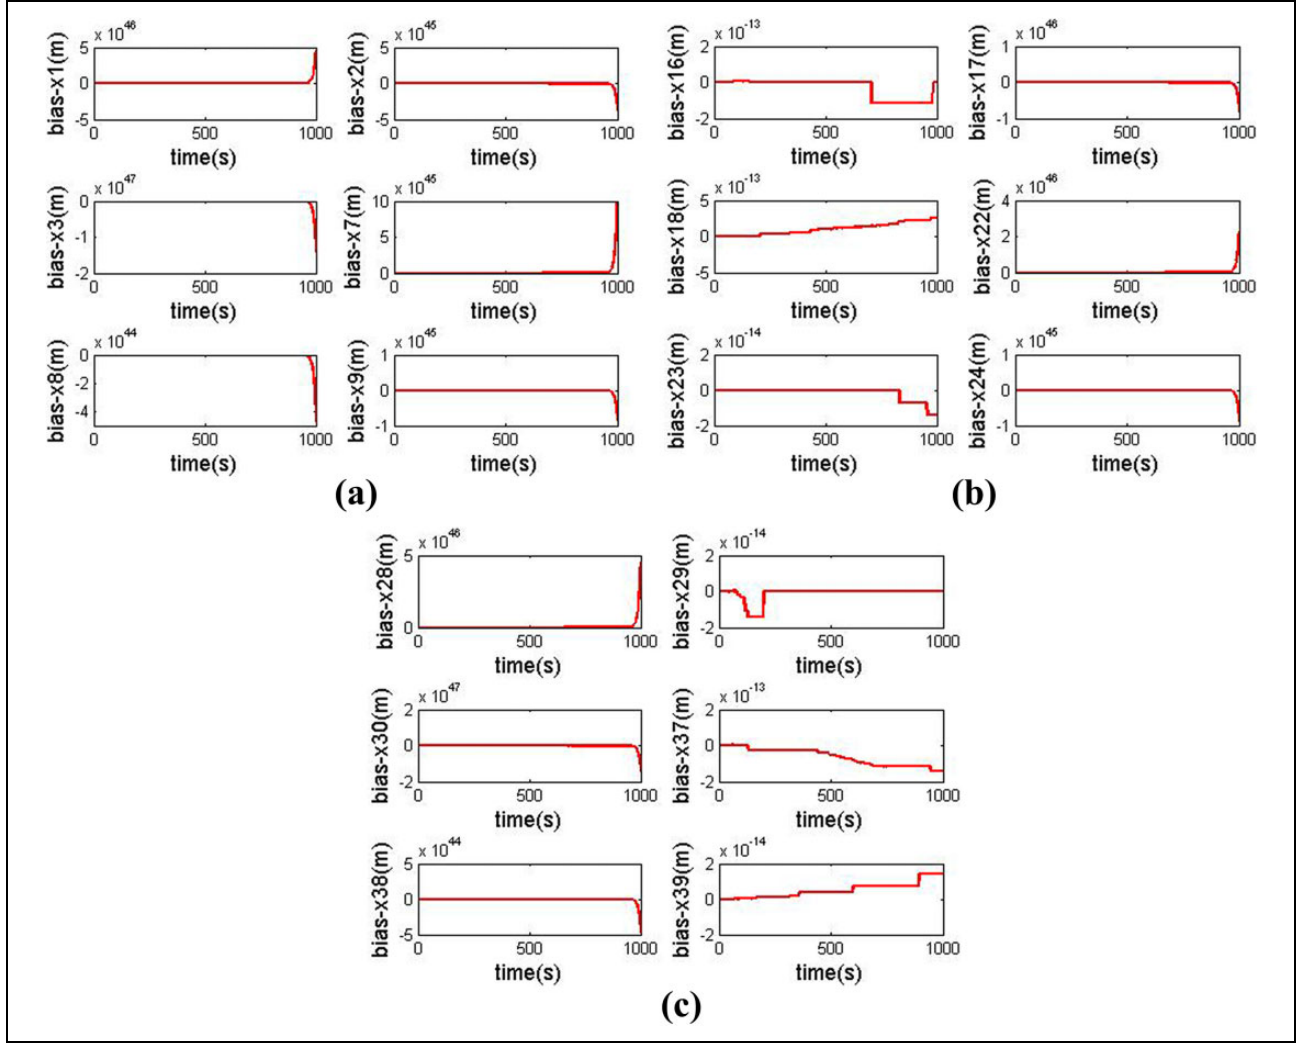 x 10^46
bias-x1(m)
5
0
-5
0 500 1000
time(s)
x 10^45
bias-x2(m)
5
0
-5
0 500 1000
time(s)
x 10^47
bias-x3(m)
0
-1
-2
0 500 1000
time(s)
x 10^45
bias-x7(m)
10
5
0
0 500 1000
time(s)
x 10^44
bias-x8(m)
0
-2
-4
0 500 1000
time(s)
x 10^45
bias-x9(m)
1
0
-1
0 500 1000
time(s)
(a)
x 10^-13
bias-x16(m)
2
0
-2
0 500 1000
time(s)
x 10^46
bias-x17(m)
1
0
-1
0 500 1000
time(s)
x 10^-13
bias-x18(m)
5
0
-5
0 500 1000
time(s)
x 10^46
bias-x22(m)
4
2
0
0 500 1000
time(s)
x 10^-14
bias-x23(m)
2
0
-2
0 500 1000
time(s)
x 10^45
bias-x24(m)
1
0
-1
0 500 1000
time(s)
(b)
x 10^46
bias-x28(m)
5
0
0 500 1000
time(s)
x 10^-14
bias-x29(m)
2
0
-2
0 500 1000
time(s)
x 10^47
bias-x30(m)
2
0
-2
0 500 1000
time(s)
x 10^-13
bias-x37(m)
2
0
-2
0 500 1000
time(s)
x 10^44
bias-x38(m)
5
0
-5
0 500 1000
time(s)
x 10^-14
bias-x39(m)
2
0
-2
0 500 1000
time(s)
(c)